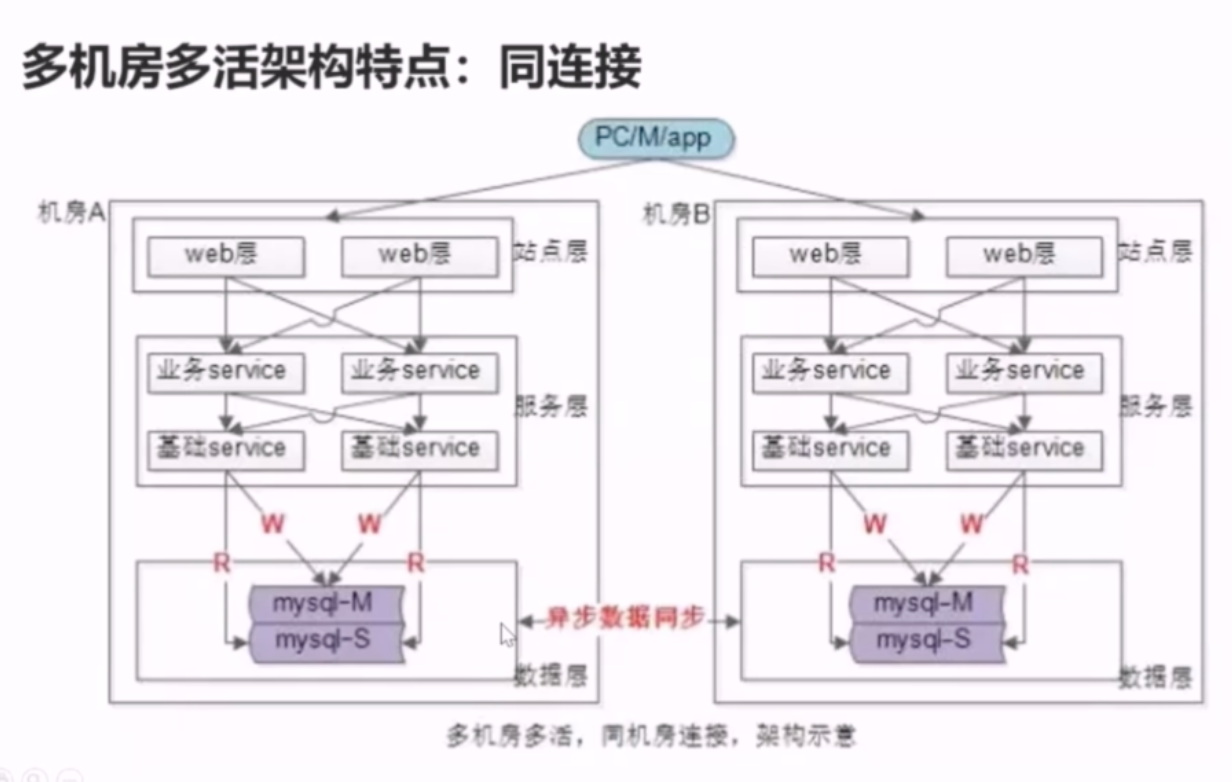 多机房多活架构特点：同连接
PC/M/app
机房A
web层 web层
站点层
业务service 业务service
服务层
基础service 基础service
W W
R R
mysql-M
mysql-S
数据层
异步数据同步
机房B
web层 web层
站点层
业务service 业务service
服务层
基础service 基础service
W W
R R
mysql-M
mysql-S
数据层
多机房多活，同机房连接，架构示意